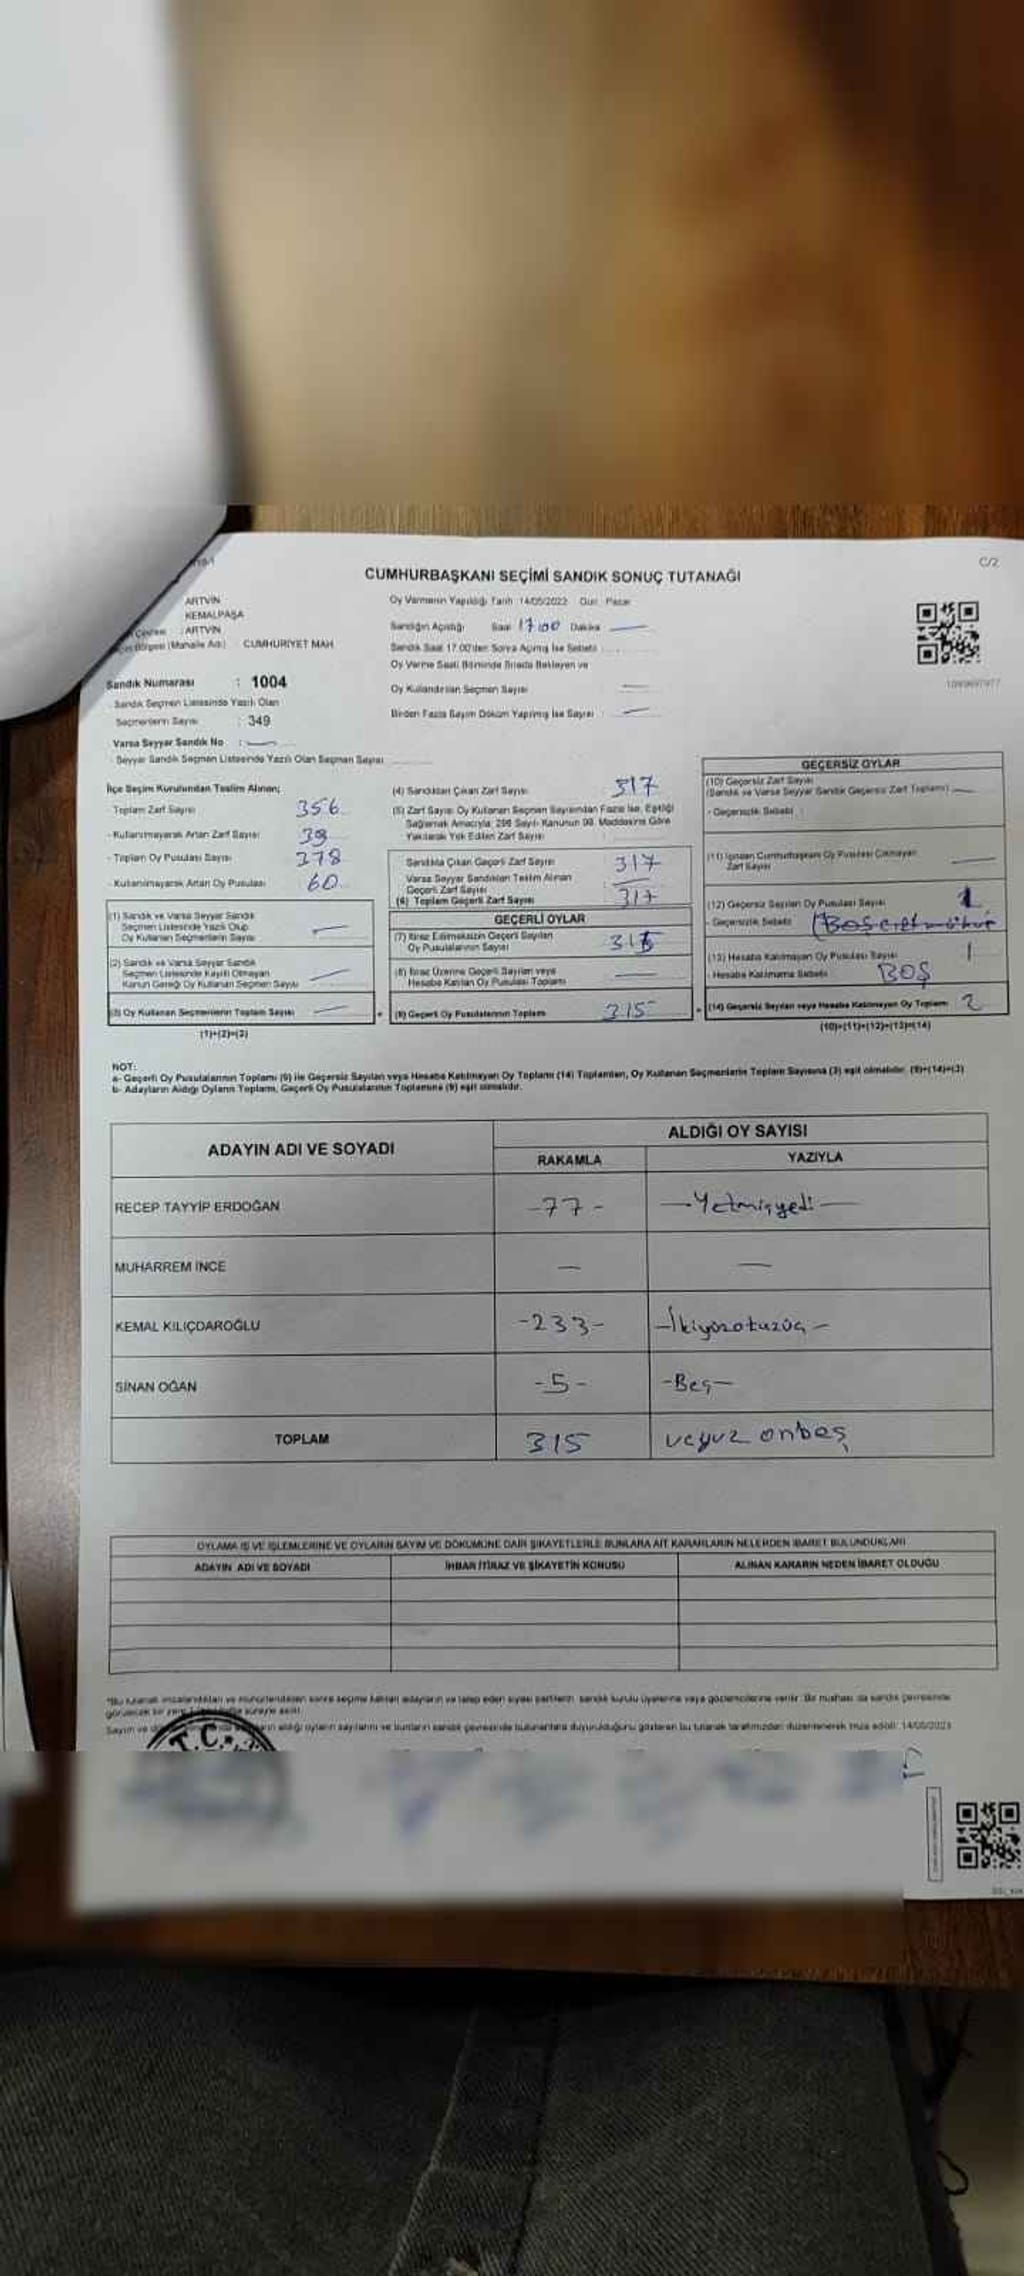 C/2
CUMHURBAŞKANI SEÇİMİ SANDIK SONUÇ TUTANAĞI
ARTVİN
KEMALPAŞA
: ARTVİN
(Mahalle Adı) CUMHURİYET MAH
Sandık Numarası : 1004
Sandık Seçmen Listesinde Yazılı Olan
Seçmenlerin Sayısı : 349
Varsa Seyyar Sandık No :
Seyyar Sandık Seçmen Listesinde Yazılı Olan Seçmen Sayısı
Oy Vermenin Yapıldığı Tarih : 14/05/2023 Gün : Pazar
Sandığın Açıldığı Saat 17:00 Dakika
Sandık Saat 17.00'den Sonra Açılmış İse Sebebi
Oy Verme Saati Bitiminde Sırada Bekleyen ve
Oy Kullandırılan Seçmen Sayısı
Birden Fazla Sayım Döküm Yapılmış İse Sayısı :
İlçe Seçim Kurulundan Teslim Alınan;
Toplam Zarf Sayısı 356
- Kullanılmayarak Artan Zarf Sayısı 39
- Toplam Oy Pusulası Sayısı 378
- Kullanılmayarak Artan Oy Pusulası 60
(1) Sandık ve Varsa Seyyar Sandık
Seçmen Listesinde Yazılı Olup
Oy Kullanan Seçmenlerin Sayısı
(2) Sandık ve Varsa Seyyar Sandık
Seçmen Listesinde Kayıtlı Olmayan
Kanun Gereği Oy Kullanan Seçmen Sayısı
(3) Oy Kullanan Seçmenlerin Toplam Sayısı
(1)+(2)=(3)
(4) Sandıktan Çıkan Zarf Sayısı 317
(5) Zarf Sayısı Oy Kullanan Seçmen Sayısından Fazla İse, Eşitliği
Sağlamak Amacıyla, 298 Sayılı Kanunun 98. Maddesine Göre
Yakılarak Yok Edilen Zarf Sayısı
Sandıkta Çıkan Geçerli Zarf Sayısı : 317
Varsa Seyyar Sandıktan Teslim Alınan
Geçerli Zarf Sayısı
(6) Toplam Geçerli Zarf Sayısı 317
GEÇERLİ OYLAR
(7) İtiraz Edilmeksizin Geçerli Sayılan
Oy Pusulalarının Sayısı 315
(8) İtiraz Üzerine Geçerli Sayılan veya
Hesaba Katılan Oy Pusulası Toplamı
(9) Geçerli Oy Pusulalarının Toplamı 315
GEÇERSİZ OYLAR
(10) Geçersiz Zarf Sayısı
(Sandık ve Varsa Seyyar Sandık Geçersiz Zarf Toplamı)
- Geçersizlik Sebebi :
(11) İçinden Cumhurbaşkanı Oy Pusulası Çıkmayan
Zarf Sayısı
(12) Geçersiz Sayılan Oy Pusulası Sayısı 1
- Geçersizlik Sebebi
(13) Hesaba Katılmayan Oy Pusulası Sayısı 1
- Hesaba Katılmama Sebebi BOŞ
(14) Geçersiz Sayılan veya Hesaba Katılmayan Oy Toplamı 2
(10)+(11)+(12)+(13)=(14)
NOT:
a- Geçerli Oy Pusulalarının Toplamı (9) ile Geçersiz Sayılan veya Hesaba Katılmayan Oy Toplamı (14) Toplamları, Oy Kullanan Seçmenlerin Toplam Sayısına (3) eşit olmalıdır. (9)+(14)=(3)
b- Adayların Aldığı Oyların Toplamı, Geçerli Oy Pusulalarının Toplamına (9) eşit olmalıdır.
ADAYIN ADI VE SOYADI ALDIĞI OY SAYISI
RAKAMLA YAZIYLA
RECEP TAYYİP ERDOĞAN -77- -Yetmişyedi-
MUHARREM İNCE — —
KEMAL KILIÇDAROĞLU -233- -İkiyüzotuzüç-
SİNAN OĞAN -5- -Beş-
TOPLAM 315 üçyüz onbeş
OYLAMA İŞ VE İŞLEMLERİNE VE OYLARIN SAYIM VE DÖKÜMÜNE DAİR ŞİKAYETLERLE BUNLARA AİT KARARLARIN NELERDEN İBARET BULUNDUKLARI
ADAYIN ADI VE SOYADI İHBAR İTİRAZ VE ŞİKAYETİN KONUSU ALINAN KARARIN NEDEN İBARET OLDUĞU
*Bu tutanak imzalandıktan ve mühürlendikten sonra seçime katılan adayların ve talep eden siyasi partilerin sandık kurulu üyelerine veya gözlemcilerine verilir. Bir nüshası da sandık çevresinde
görülecek bir yere süreyle asılır.
Sayım ve aldığı oyların sayılarını ve bunların sandık çevresinde bulunanlara duyurulduğunu gösteren bu tutanak tarafımızdan düzenlenerek imza edildi. 14/05/2023
T.C.